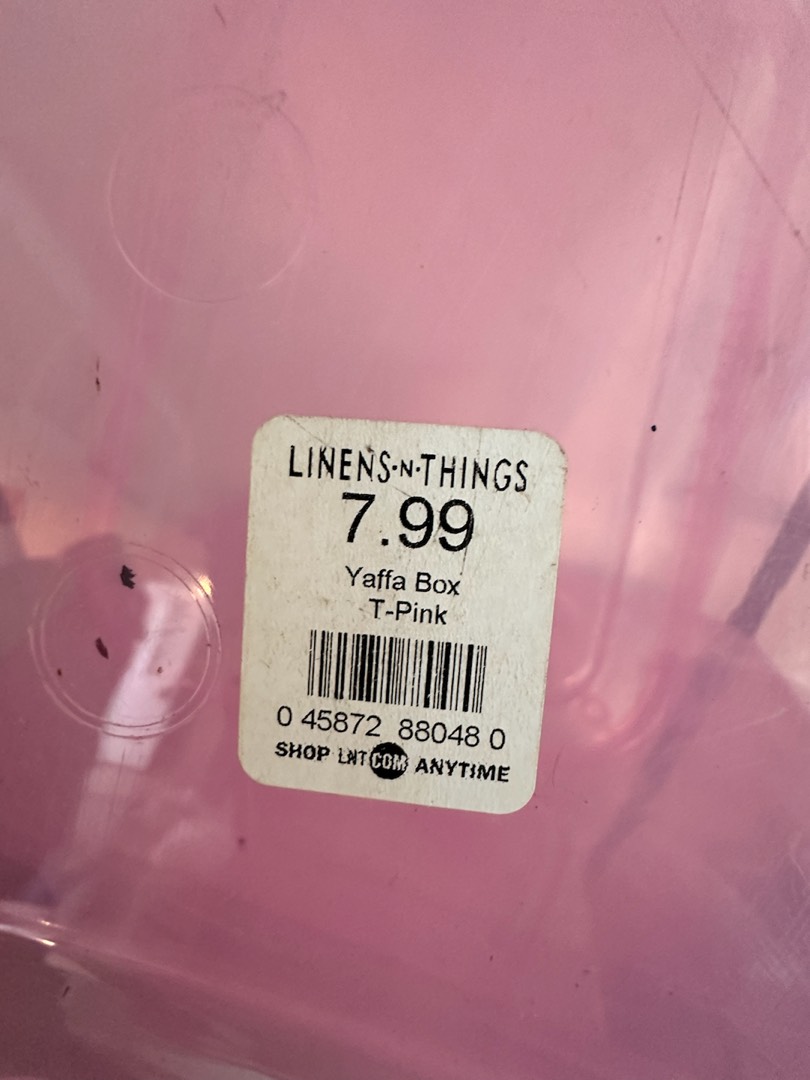 LINENS·N·THINGS
7.99
Yaffa Box
T-Pink
0 45872 88048 0
SHOP LNT.COM ANYTIME